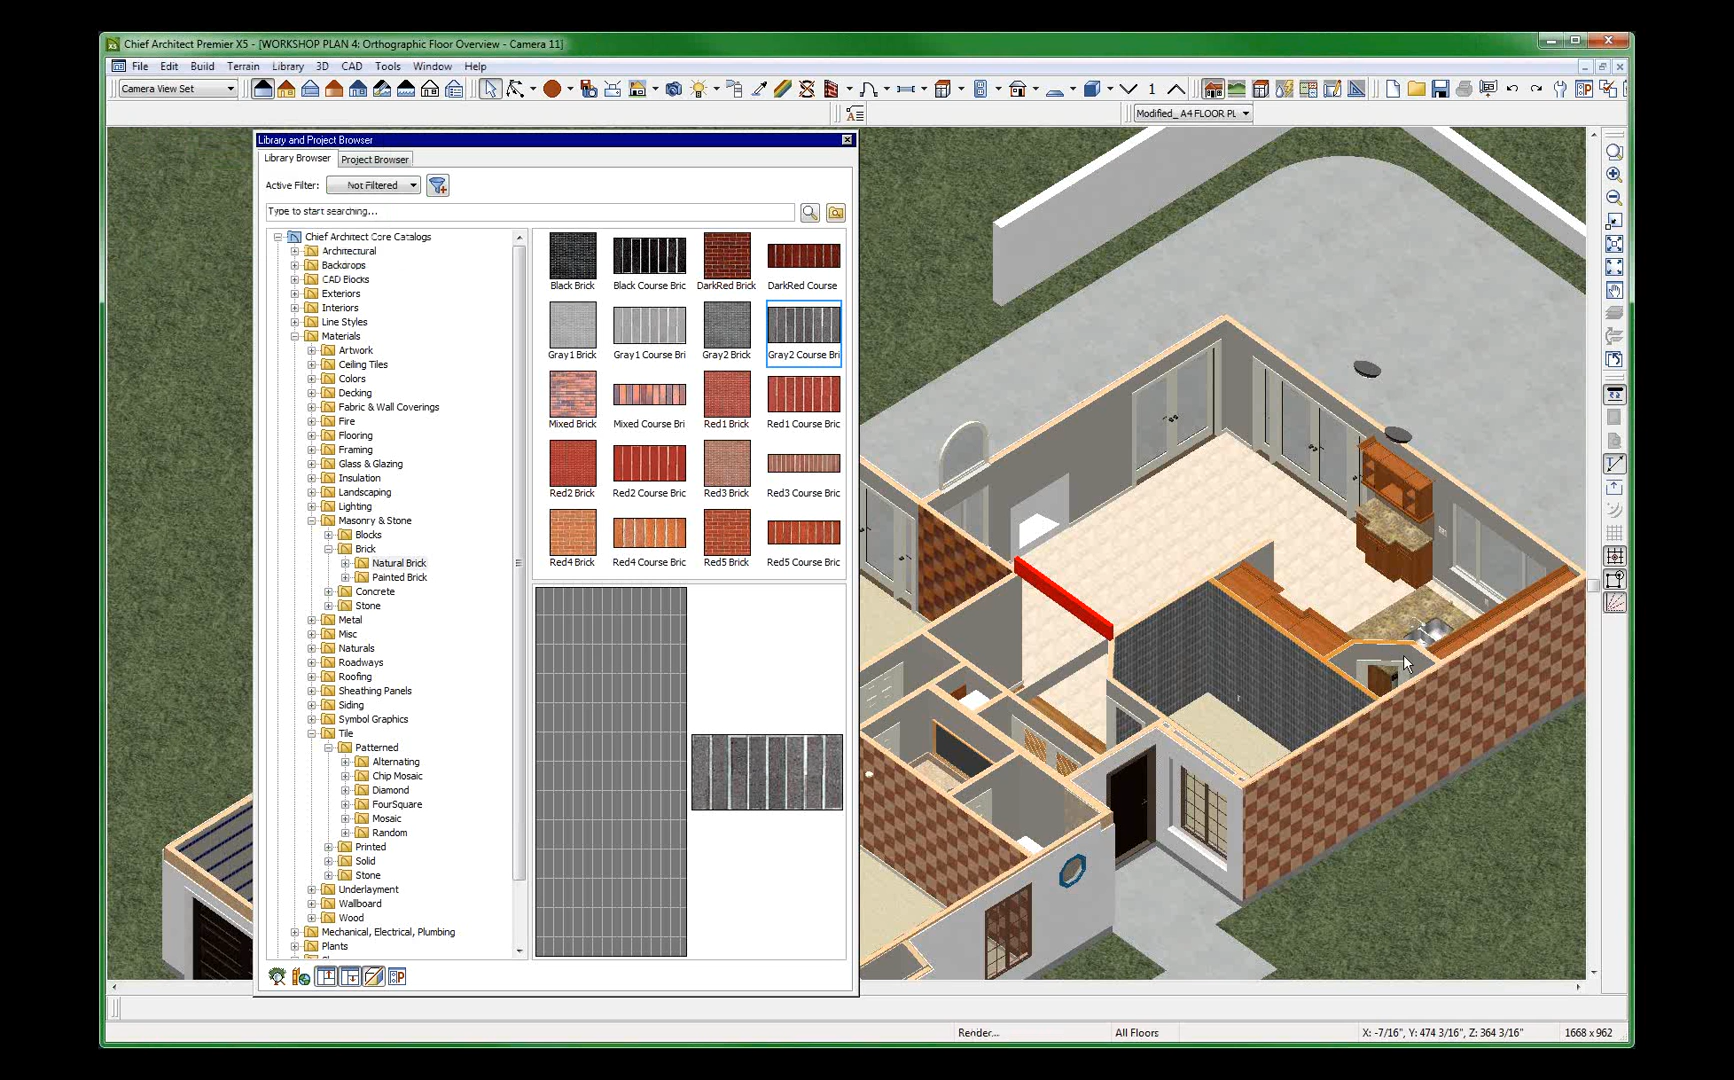 Chief Architect Premier X5 - [WORKSHOP PLAN 4: Orthographic Floor Overview - Camera 11]
File Edit Build Terrain Library 3D CAD Tools Window Help
Camera View Set
1
Modified_ A4 FLOOR PL
Library and Project Browser
Library Browser Project Browser
Active Filter: Not Filtered
Type to start searching...
Chief Architect Core Catalogs
Architectural
Backdrops
CAD Blocks
Exteriors
Interiors
Line Styles
Materials
Artwork
Ceiling Tiles
Colors
Decking
Fabric & Wall Coverings
Fire
Flooring
Framing
Glass & Glazing
Insulation
Landscaping
Lighting
Masonry & Stone
Blocks
Brick
Natural Brick
Painted Brick
Concrete
Stone
Metal
Misc
Naturals
Roadways
Roofing
Sheathing Panels
Siding
Symbol Graphics
Tile
Patterned
Alternating
Chip Mosaic
Diamond
FourSquare
Mosaic
Random
Printed
Solid
Stone
Underlayment
Wallboard
Wood
Mechanical, Electrical, Plumbing
Plants
Black Brick Black Course Bric DarkRed Brick DarkRed Course
Gray1 Brick Gray1 Course Bri Gray2 Brick Gray2 Course Bri
Mixed Brick Mixed Course Bri Red1 Brick Red1 Course Bric
Red2 Brick Red2 Course Bric Red3 Brick Red3 Course Bric
Red4 Brick Red4 Course Bric Red5 Brick Red5 Course Bric
Render... All Floors X: -7/16", Y: 474 3/16", Z: 364 3/16" 1668 x 962